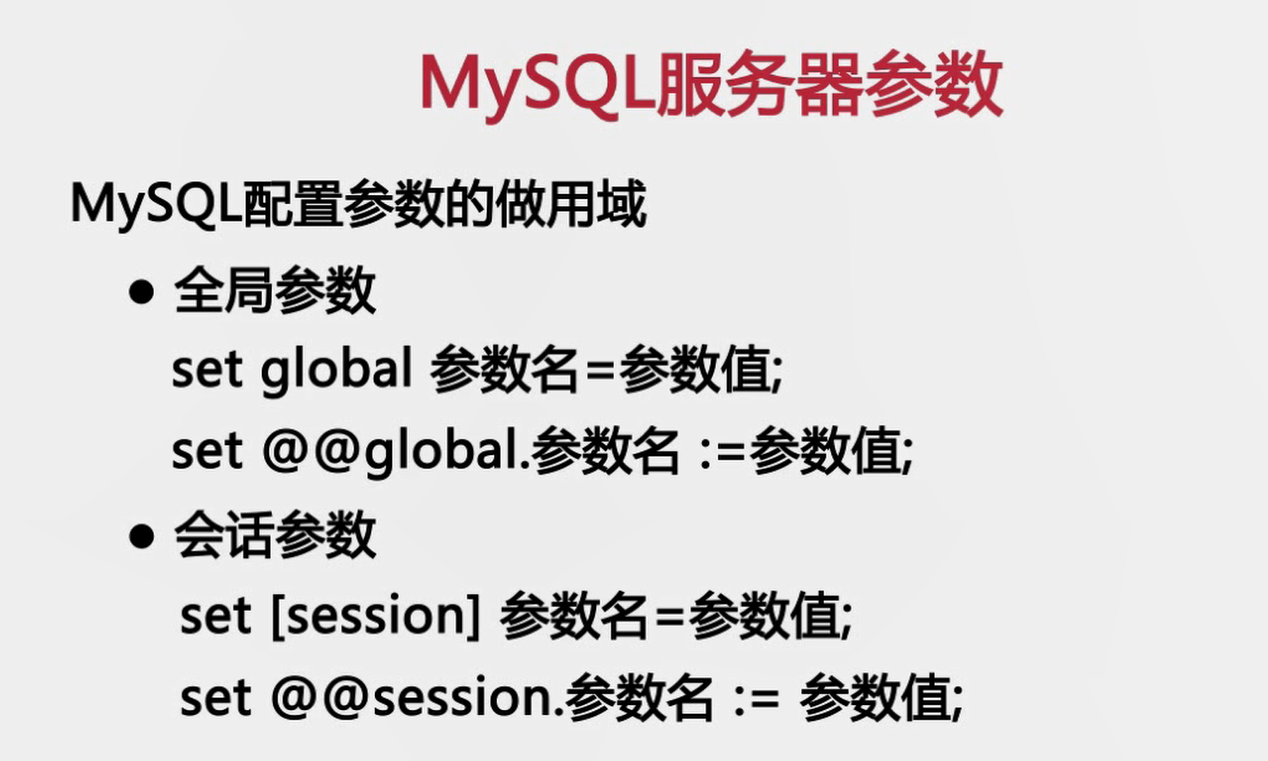 MySQL服务器参数
MySQL配置参数的做用域
● 全局参数
set global 参数名=参数值;
set @@global.参数名 :=参数值;
● 会话参数
set [session] 参数名=参数值;
set @@session.参数名 := 参数值;